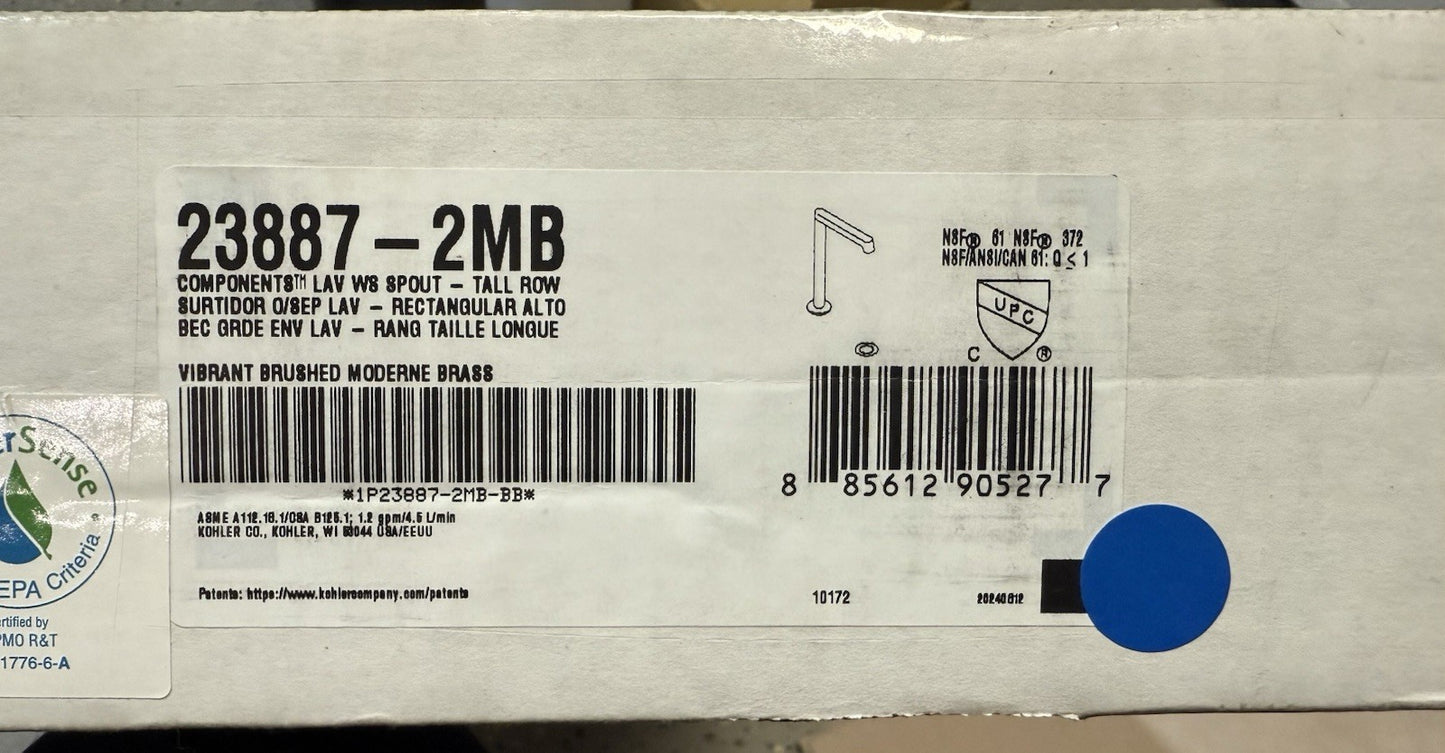 23887-2MB
COMPONENTS™ LAV WS SPOUT - TALL ROW
SURTIDOR O/SEP LAV - RECTANGULAR ALTO
BEC GRDE ENV LAV - RANG TAILLE LONGUE
VIBRANT BRUSHED MODERNE BRASS
*1P23887-2MB-BB*
ASME A112.18.1/CSA B125.1; 1.2 gpm/4.5 L/min
KOHLER CO., KOHLER, WI 53044 USA/EEUU
Patents: https://www.kohlercompany.com/patents
NSF® 61 NSF® 372
NSF/ANSI/CAN 61: Q ≤ 1
UPC
C ®
8 85612 90527 7
10172
20240612
rSense
EPA Criteria
ertified by
PMO R&T
1776-6-A